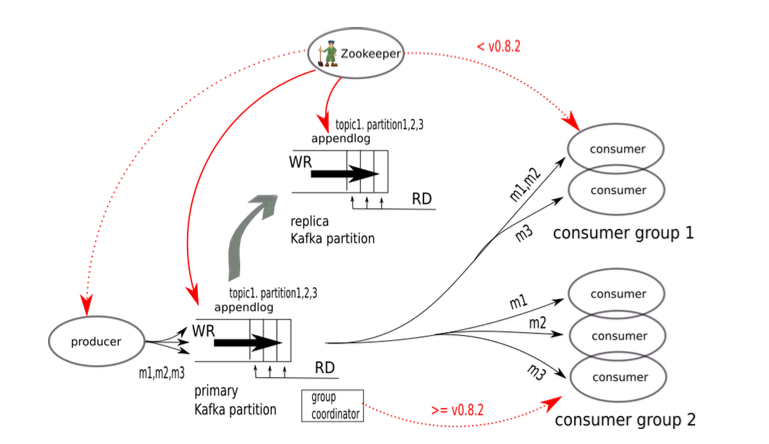 Zookeeper
< v0.8.2
topic1. partition1,2,3
appendlog
WR
RD
replica
Kafka partition
consumer
consumer
m1,m2
m3
consumer group 1
topic1. partition1,2,3
appendlog
producer
m1,m2,m3
WR
RD
primary
Kafka partition
group
coordinator
>= v0.8.2
m1
m2
m3
consumer
consumer
consumer
consumer group 2